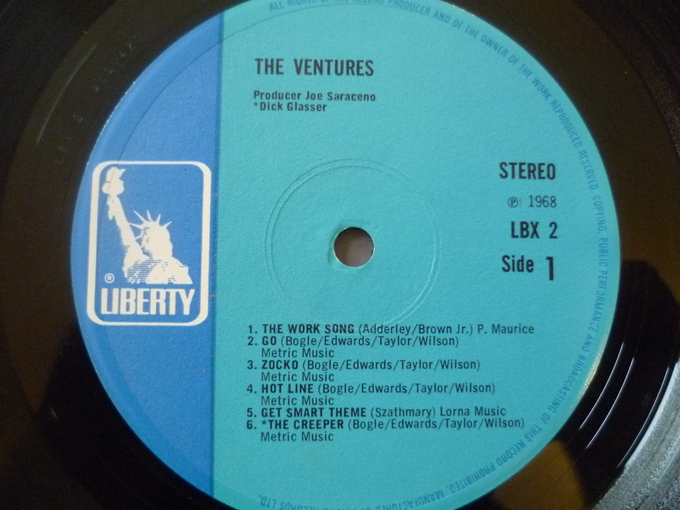 ALL RIGHTS OF THE RECORD PRODUCER AND OF THE OWNER OF THE WORK REPRODUCED RESERVED. COPYING, PUBLIC PERFORMANCE AND BROADCASTING OF THIS RECORD PROHIBITED. MANUFACTURED
RECORDS LTD.
THE VENTURES
Producer Joe Saraceno
*Dick Glasser
STEREO
℗ 1968
LBX 2
Side 1
® LIBERTY
1. THE WORK SONG (Adderley/Brown Jr.) P. Maurice
2. GO (Bogle/Edwards/Taylor/Wilson)
Metric Music
3. ZOCKO (Bogle/Edwards/Taylor/Wilson)
Metric Music
4. HOT LINE (Bogle/Edwards/Taylor/Wilson)
Metric Music
5. GET SMART THEME (Szathmary) Lorna Music
6. *THE CREEPER (Bogle/Edwards/Taylor/Wilson)
Metric Music